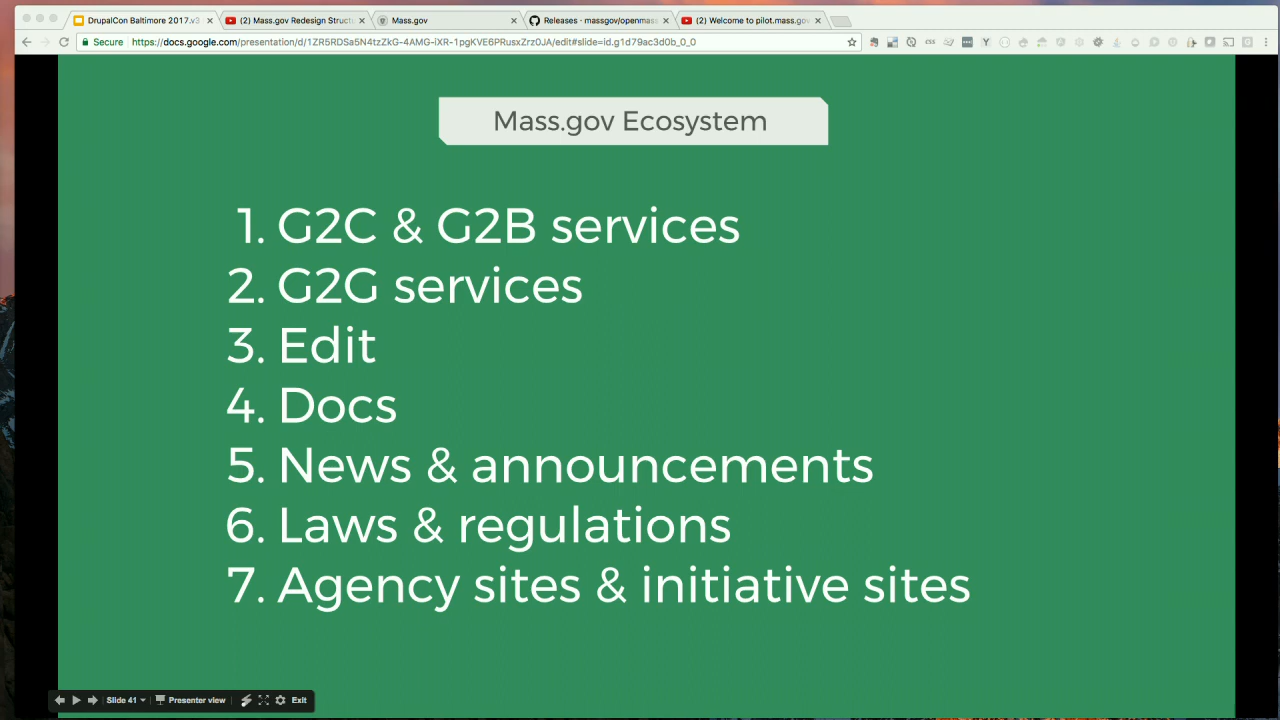 DrupalCon Baltimore 2017.v3
(2) Mass.gov Redesign Struct
Mass.gov
Releases · massgov/openmass
(2) Welcome to pilot.mass.gov
Secure
https://docs.google.com/presentation/d/1ZR5RDSa5N4tzZkG-4AMG-iXR-1pgKVE6PRusxZrz0JA/edit#slide=id.g1d79ac3d0b_0_0
Mass.gov Ecosystem
1. G2C & G2B services
2. G2G services
3. Edit
4. Docs
5. News & announcements
6. Laws & regulations
7. Agency sites & initiative sites
Slide 41
Presenter view
Exit